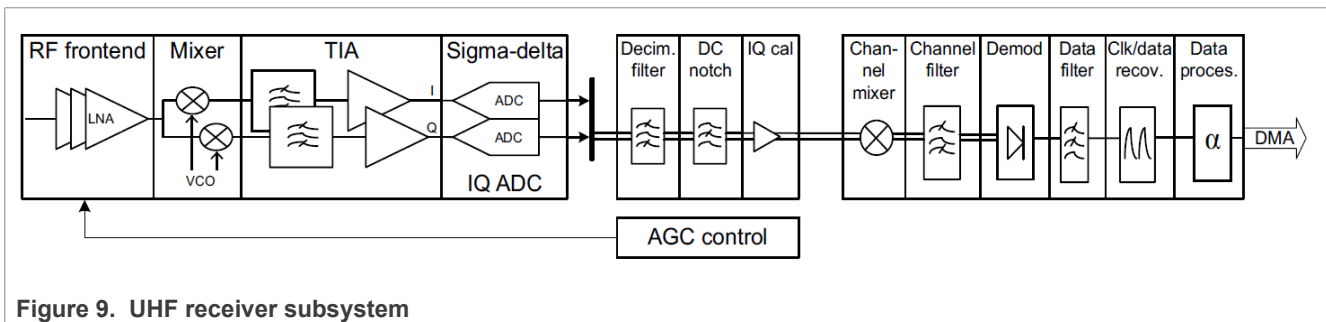 RF frontend
Mixer
TIA
Sigma-delta
Decim. filter
DC notch
IQ cal
Chan-
nel
mixer
Channel
filter
Demod
Data
filter
Clk/data
recov.
Data
proces.
LNA
VCO
I
Q
ADC
ADC
IQ ADC
α
DMA
AGC control
Figure 9. UHF receiver subsystem